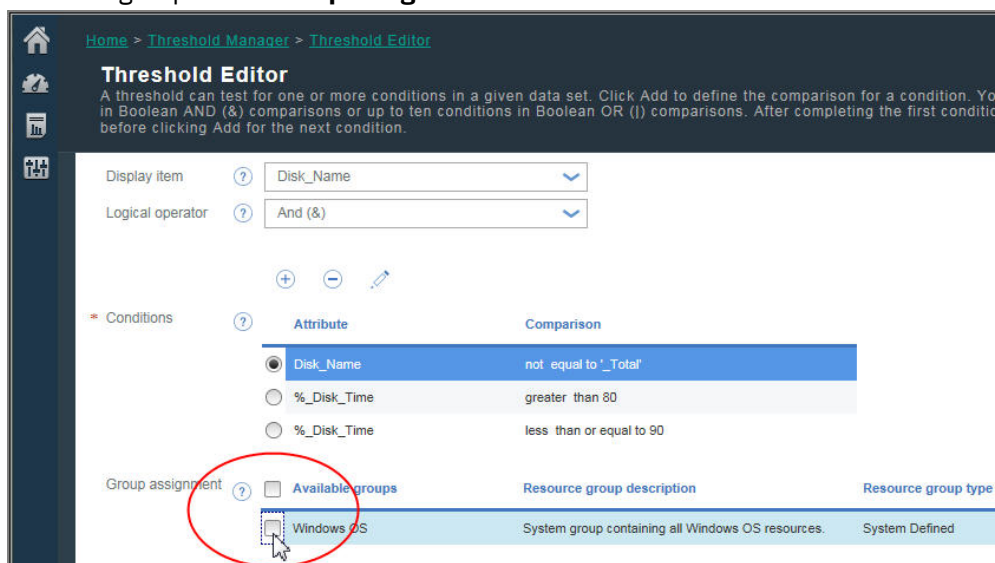 Home > Threshold Manager > Threshold Editor
Threshold Editor
A threshold can test for one or more conditions in a given data set. Click Add to define the comparison for a condition. Yo
in Boolean AND (&) comparisons or up to ten conditions in Boolean OR (|) comparisons. After completing the first conditio
before clicking Add for the next condition.
Display item ? Disk_Name
Logical operator ? And (&)
* Conditions ? Attribute Comparison
Disk_Name not equal to '_Total'
%_Disk_Time greater than 80
%_Disk_Time less than or equal to 90
Group assignment ? Available groups Resource group description Resource group type
Windows OS System group containing all Windows OS resources. System Defined